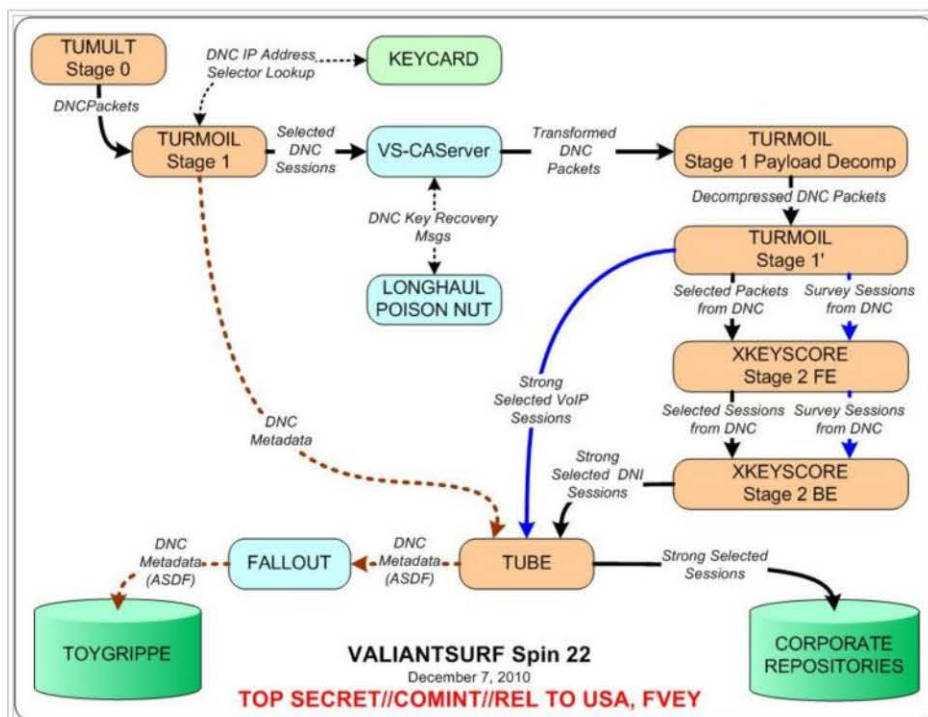 TUMULT
Stage 0
DNC IP Address
Selector Lookup
KEYCARD
DNCPackets
TURMOIL
Stage 1
Selected
DNC
Sessions
VS-CAServer
Transformed
DNC
Packets
TURMOIL
Stage 1 Payload Decomp
Decompressed DNC Packets
DNC Key Recovery
Msgs
TURMOIL
Stage 1'
LONGHAUL
POISON NUT
Selected Packets
from DNC
Survey Sessions
from DNC
XKEYSCORE
Stage 2 FE
Strong
Selected VoIP
Sessions
Selected Sessions
from DNC
Survey Sessions
from DNC
DNC
Metadata
Strong
Selected DNI
Sessions
XKEYSCORE
Stage 2 BE
DNC
Metadata
(ASDF)
FALLOUT
DNC
Metadata
(ASDF)
TUBE
Strong Selected
Sessions
TOYGRIPPE
CORPORATE
REPOSITORIES
VALIANTSURF Spin 22
December 7, 2010
TOP SECRET//COMINT//REL TO USA, FVEY